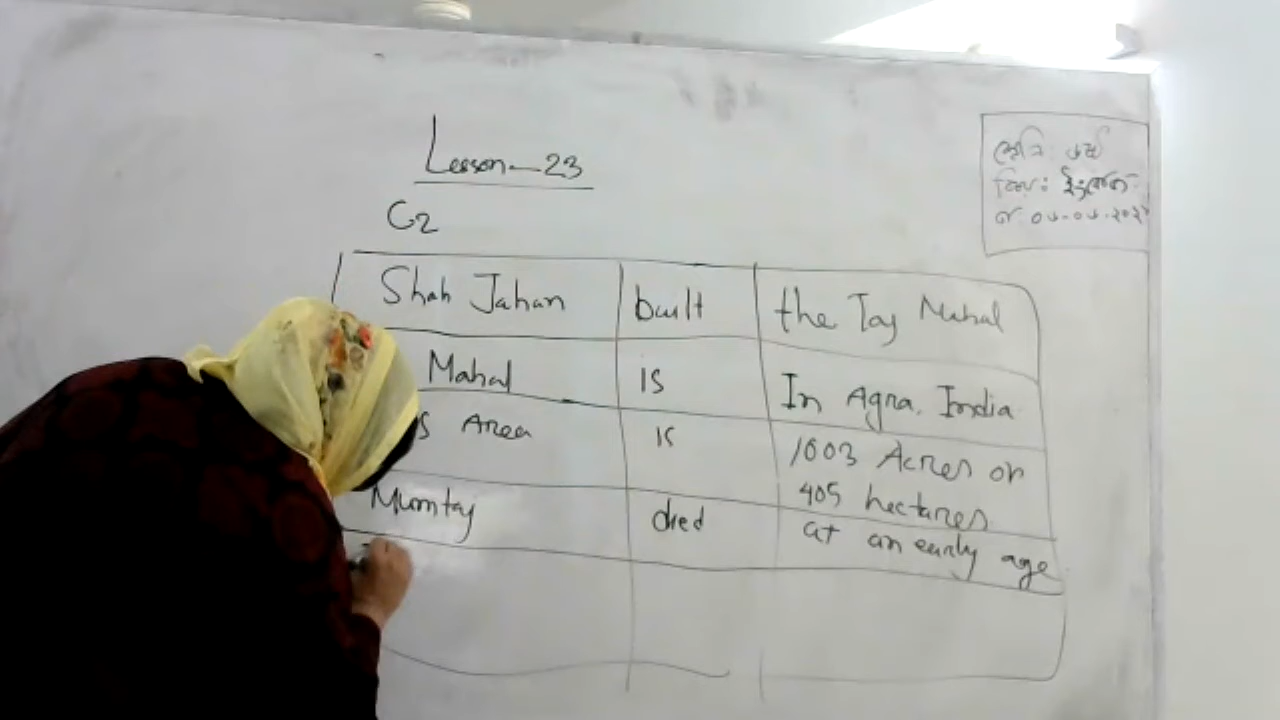 Lesson-23
C2
Shah Jahan built the Taj Mahal
Mahal is In Agra, India
Area is 1003 Acres or
405 hectares
Mumtaj died at an early age
শ্রেণি: ৬ষ্ঠ
বিষয়: ইংরেজি